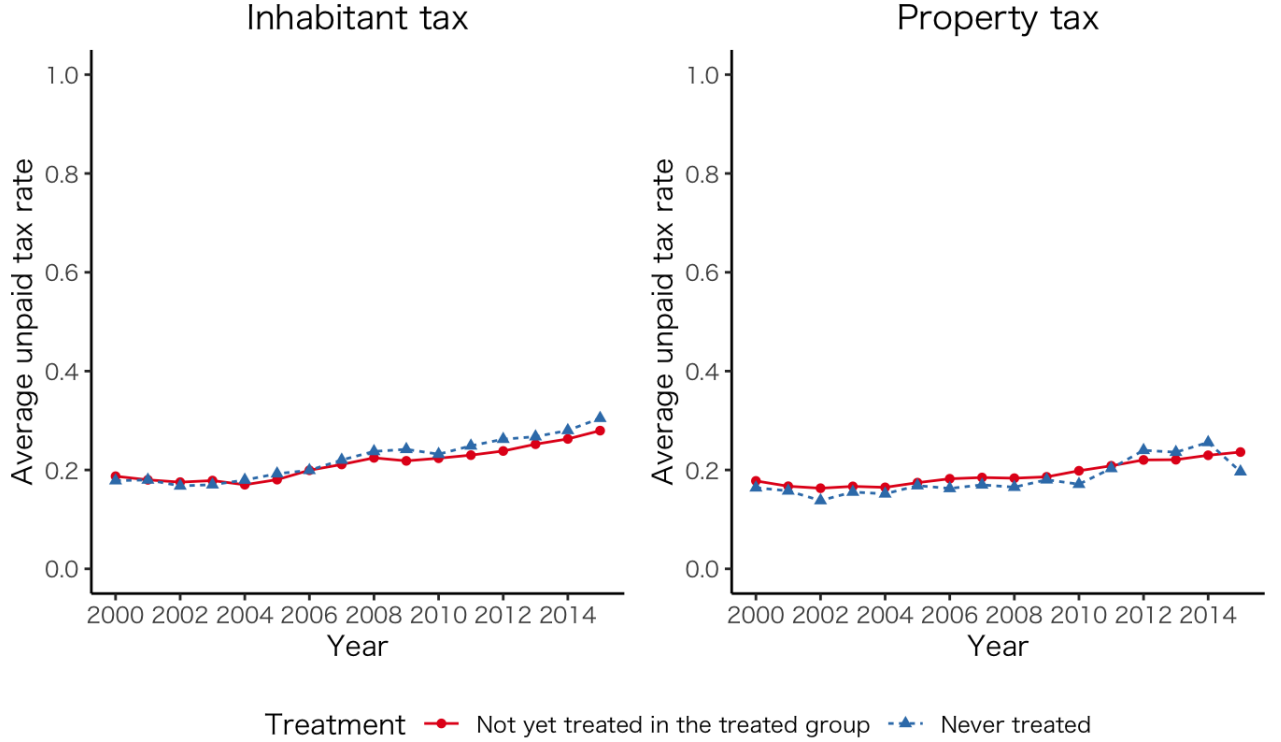 Inhabitant tax
Average unpaid tax rate
1.0
0.8
0.6
0.4
0.2
0.0
2000 2002 2004 2006 2008 2010 2012 2014
Year
Property tax
Average unpaid tax rate
1.0
0.8
0.6
0.4
0.2
0.0
2000 2002 2004 2006 2008 2010 2012 2014
Year
Treatment Not yet treated in the treated group Never treated